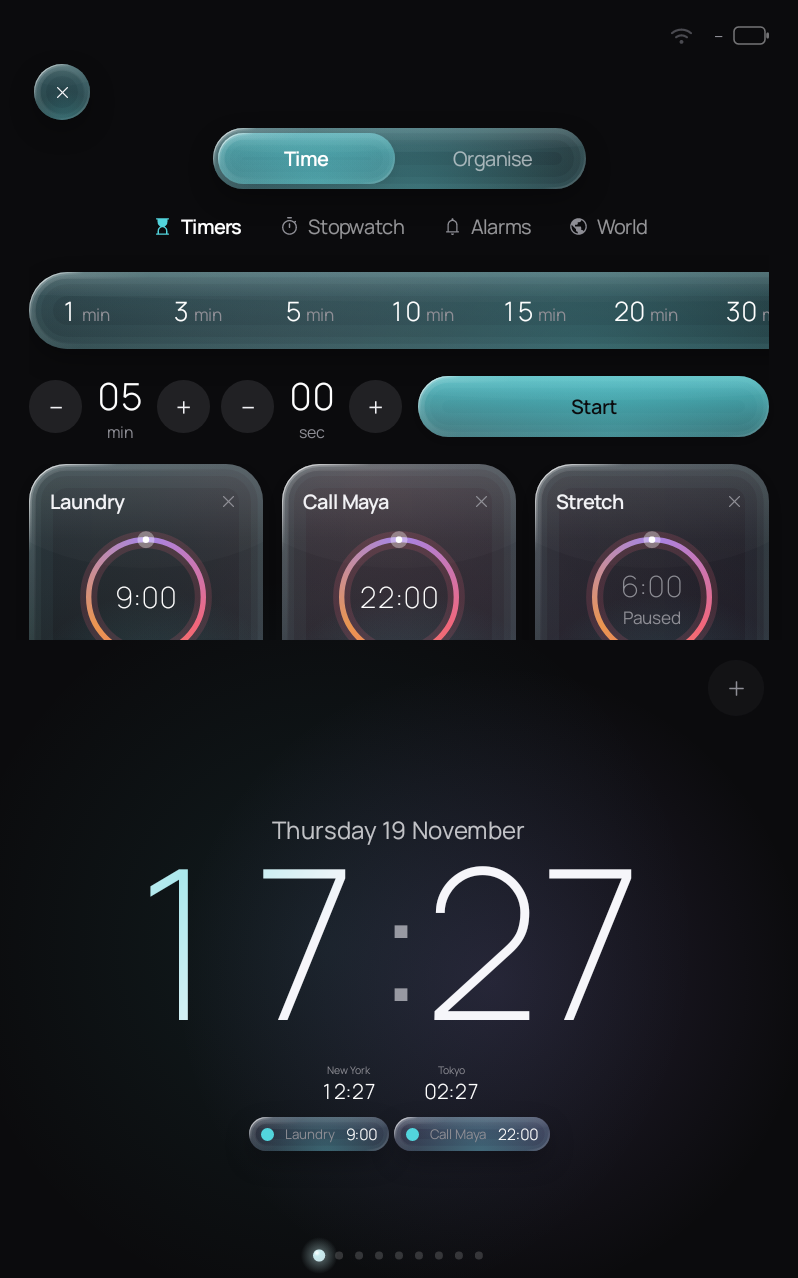 Time Organise
Timers Stopwatch Alarms World
1 min 3 min 5 min 10 min 15 min 20 min 30
− 05 + − 00 + Start
min sec
Laundry Call Maya Stretch
9:00 22:00 6:00
Paused
+
Thursday 19 November
17:27
New York Tokyo
12:27 02:27
Laundry 9:00 Call Maya 22:00